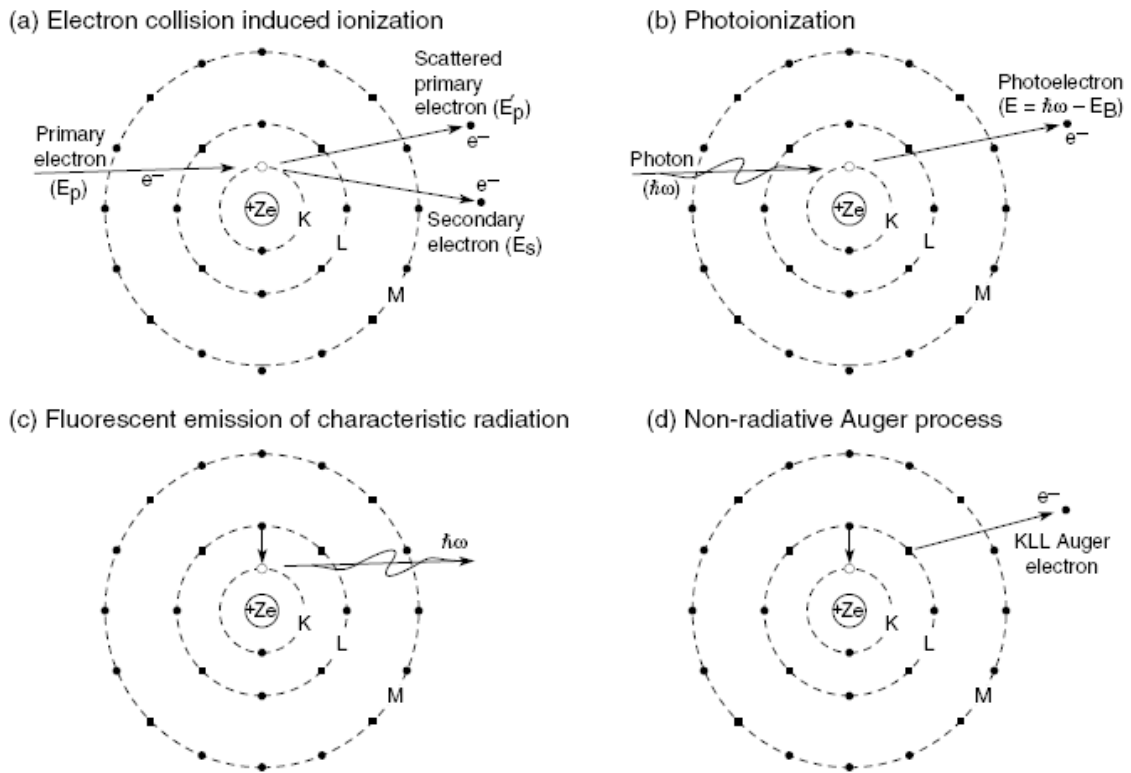 (a) Electron collision induced ionization
Scattered
primary
electron (E′p)
e–
Primary
electron
(Ep)
e–
e–
Secondary
electron (Es)
+Ze
K
L
M
(b) Photoionization
Photoelectron
(E = ℏω – EB)
e–
Photon
(ℏω)
+Ze
K
L
M
(c) Fluorescent emission of characteristic radiation
ℏω
+Ze
K
L
M
(d) Non-radiative Auger process
e–
KLL Auger
electron
+Ze
K
L
M